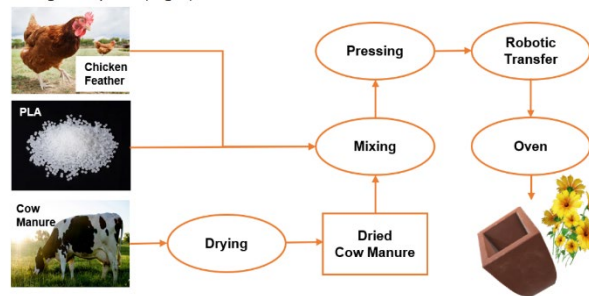 Pressing
Robotic
Transfer
Chicken
Feather
PLA
Mixing
Oven
Cow
Manure
Drying
Dried
Cow Manure